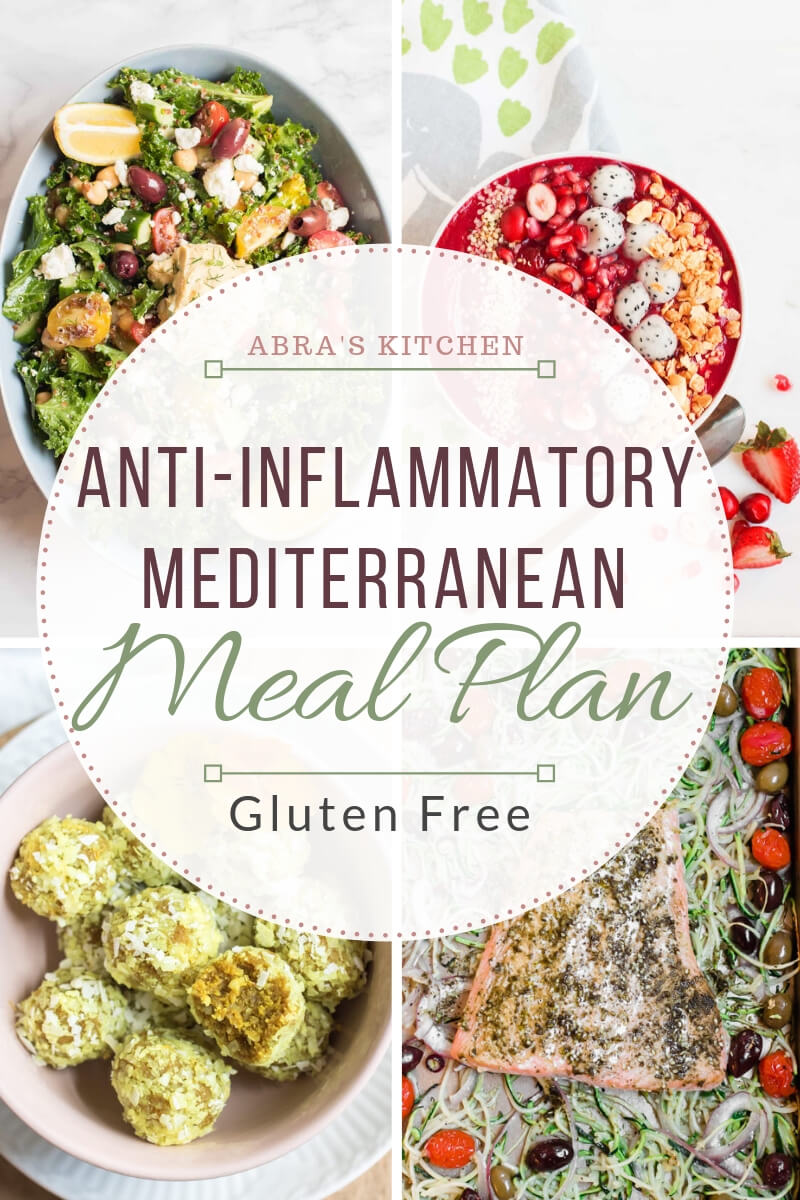 ABRA'S KITCHEN
ANTI-INFLAMMATORY
MEDITERRANEAN
Meal Plan
Gluten Free